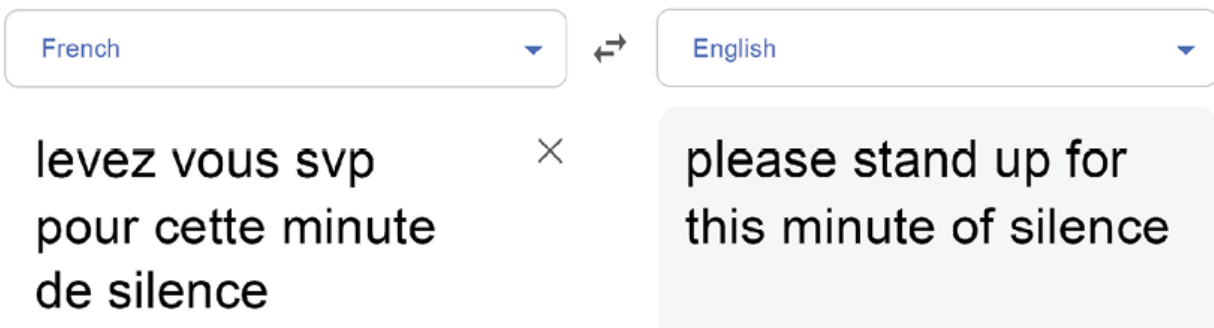 French
English
levez vous svp
pour cette minute
de silence
please stand up for
this minute of silence